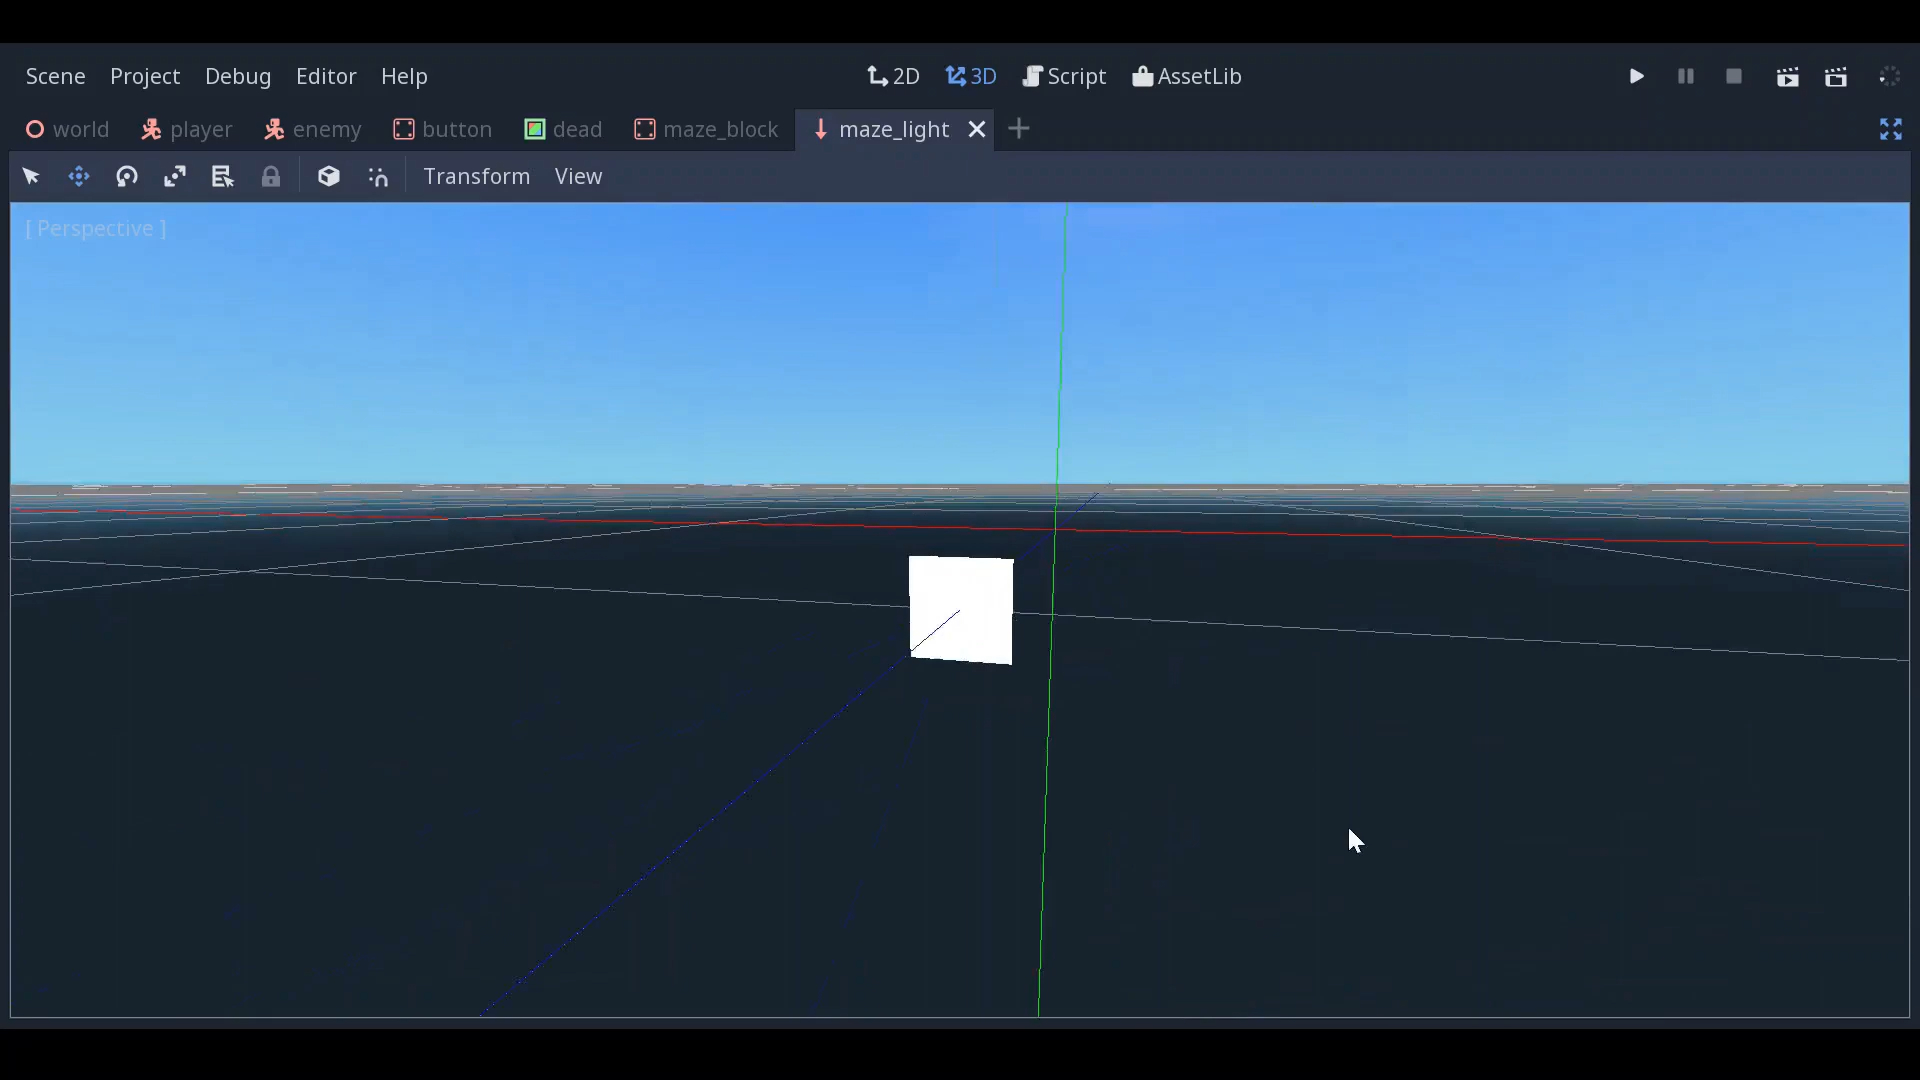 Scene Project Debug Editor Help 2D 3D Script AssetLib
world player enemy button dead maze_block maze_light
Transform View
[ Perspective ]